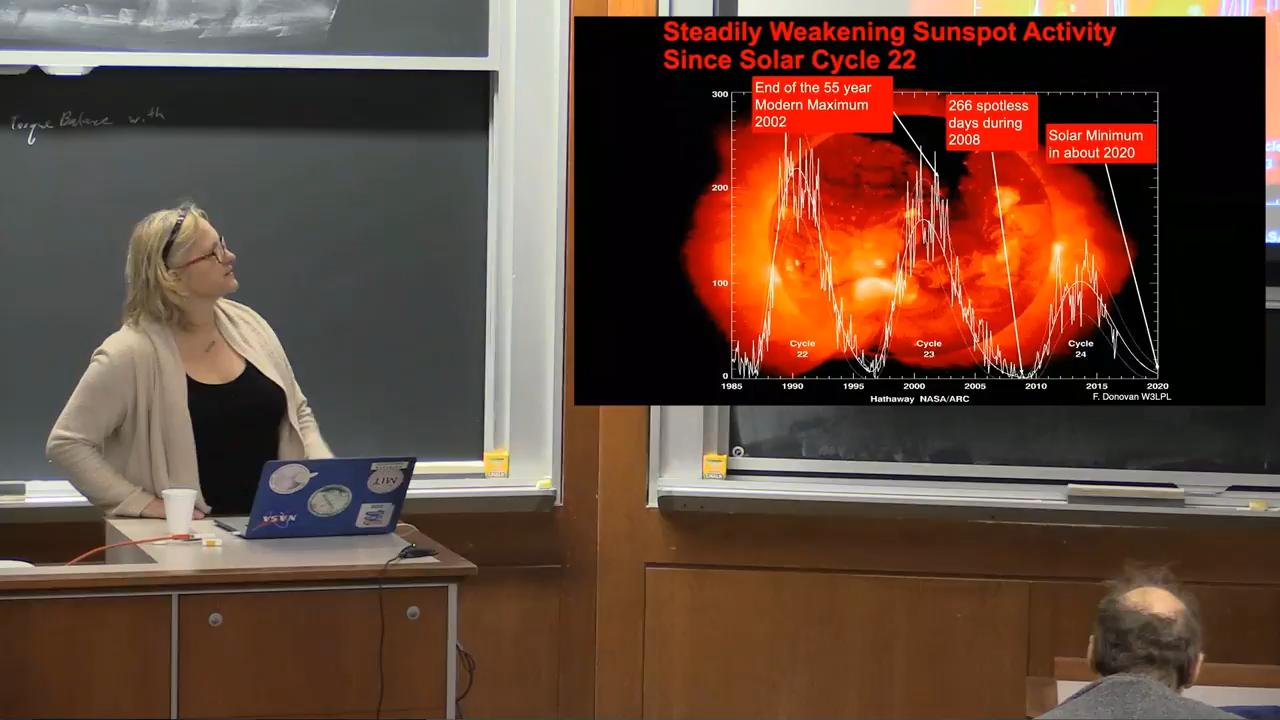 Torque Balance with
Steadily Weakening Sunspot Activity
Since Solar Cycle 22
End of the 55 year
Modern Maximum
2002
266 spotless
days during
2008
Solar Minimum
in about 2020
300
200
100
0
Cycle
22
Cycle
23
Cycle
24
1985 1990 1995 2000 2005 2010 2015 2020
Hathaway NASA/ARC
F. Donovan W3LPL
MIT
NASA